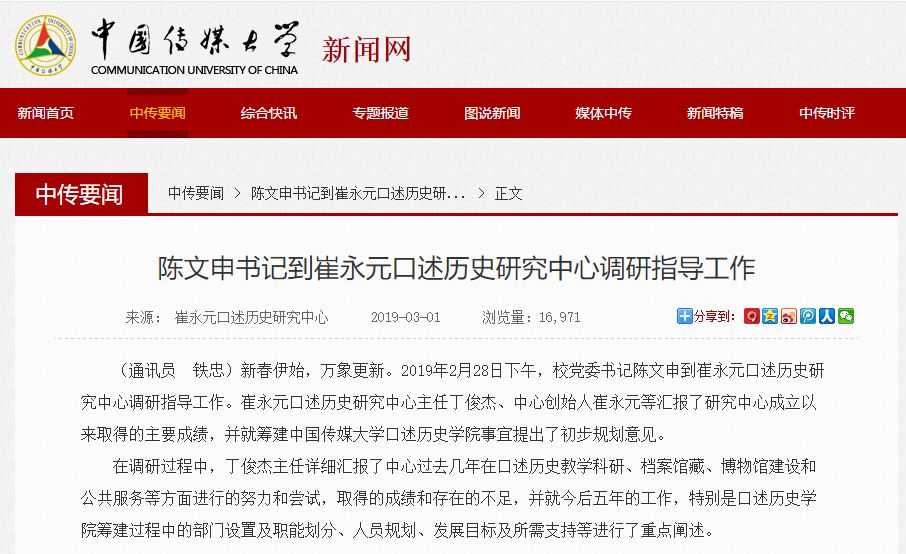 中国传媒大学 新闻网
COMMUNICATION UNIVERSITY OF CHINA
新闻首页 中传要闻 综合快讯 专题报道 图说新闻 媒体中传 新闻特稿 中传时评
中传要闻 中传要闻 > 陈文申书记到崔永元口述历史研... > 正文
陈文申书记到崔永元口述历史研究中心调研指导工作
来源： 崔永元口述历史研究中心 2019-03-01 浏览量：16,971 分享到：
（通讯员 铁忠）新春伊始，万象更新。2019年2月28日下午，校党委书记陈文申到崔永元口述历史研
究中心调研指导工作。崔永元口述历史研究中心主任丁俊杰、中心创始人崔永元等汇报了研究中心成立以
来取得的主要成绩，并就筹建中国传媒大学口述历史学院事宜提出了初步规划意见。
在调研过程中，丁俊杰主任详细汇报了中心过去几年在口述历史教学科研、档案馆藏、博物馆建设和
公共服务等方面进行的努力和尝试，取得的成绩和存在的不足，并就今后五年的工作，特别是口述历史学
院筹建过程中的部门设置及职能划分、人员规划、发展目标及所需支持等进行了重点阐述。